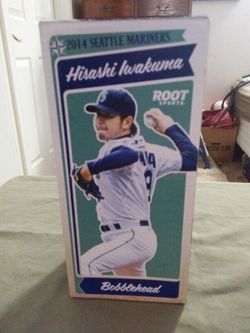 2014 SEATTLE MARINERS
Hisashi Iwakuma
ROOT
SPORTS
Bobblehead